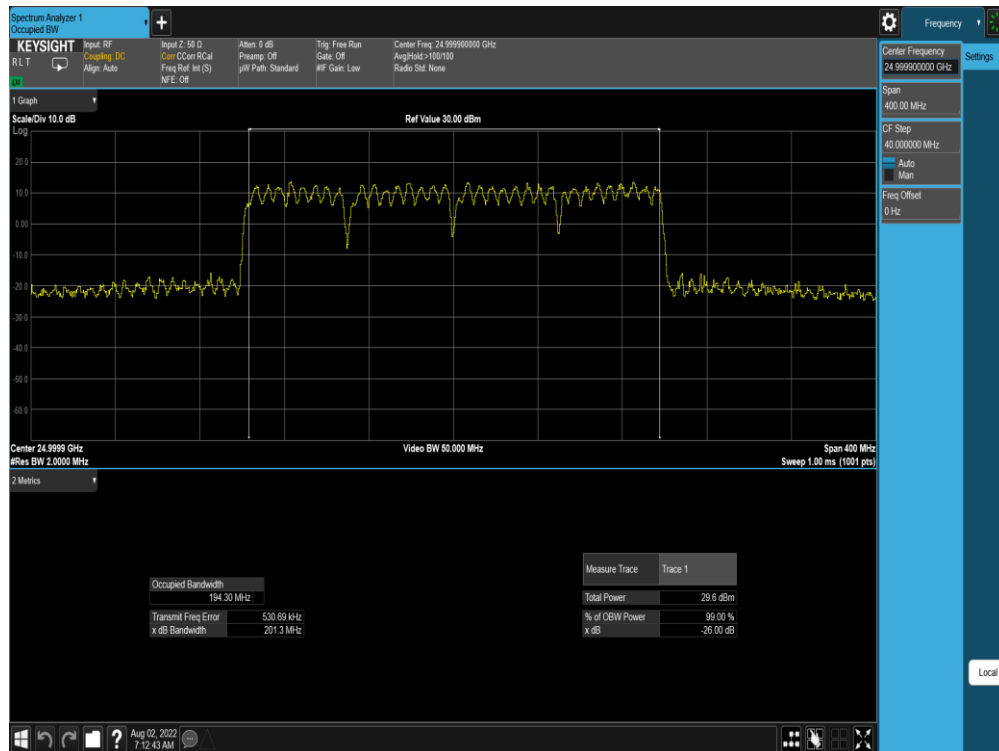 Spectrum Analyzer 1
Occupied BW
Frequency
KEYSIGHT
R L T
LXI
Input: RF
Coupling: DC
Align: Auto
Input Z: 50 Ω
Corr CCorr RCal
Freq Ref: Int (S)
NFE: Off
Atten: 0 dB
Preamp: Off
µW Path: Standard
Trig: Free Run
Gate: Off
#IF Gain: Low
Center Freq: 24.999900000 GHz
Avg|Hold:>100/100
Radio Std: None
Center Frequency
24.999900000 GHz
Settings
Span
400.00 MHz
CF Step
40.000000 MHz
Auto
Man
Freq Offset
0 Hz
1 Graph
Scale/Div 10.0 dB
Ref Value 30.00 dBm
Log
20.0
10.0
0.00
-10.0
-20.0
-30.0
-40.0
-50.0
-60.0
Center 24.9999 GHz
Video BW 50.000 MHz
Span 400 MHz
#Res BW 2.0000 MHz
Sweep 1.00 ms (1001 pts)
2 Metrics
Measure Trace Trace 1
Occupied Bandwidth
194.30 MHz
Total Power 29.6 dBm
Transmit Freq Error 530.69 kHz
% of OBW Power 99.00 %
x dB Bandwidth 201.3 MHz
x dB -26.00 dB
Local
Aug 02, 2022
7:12:43 AM